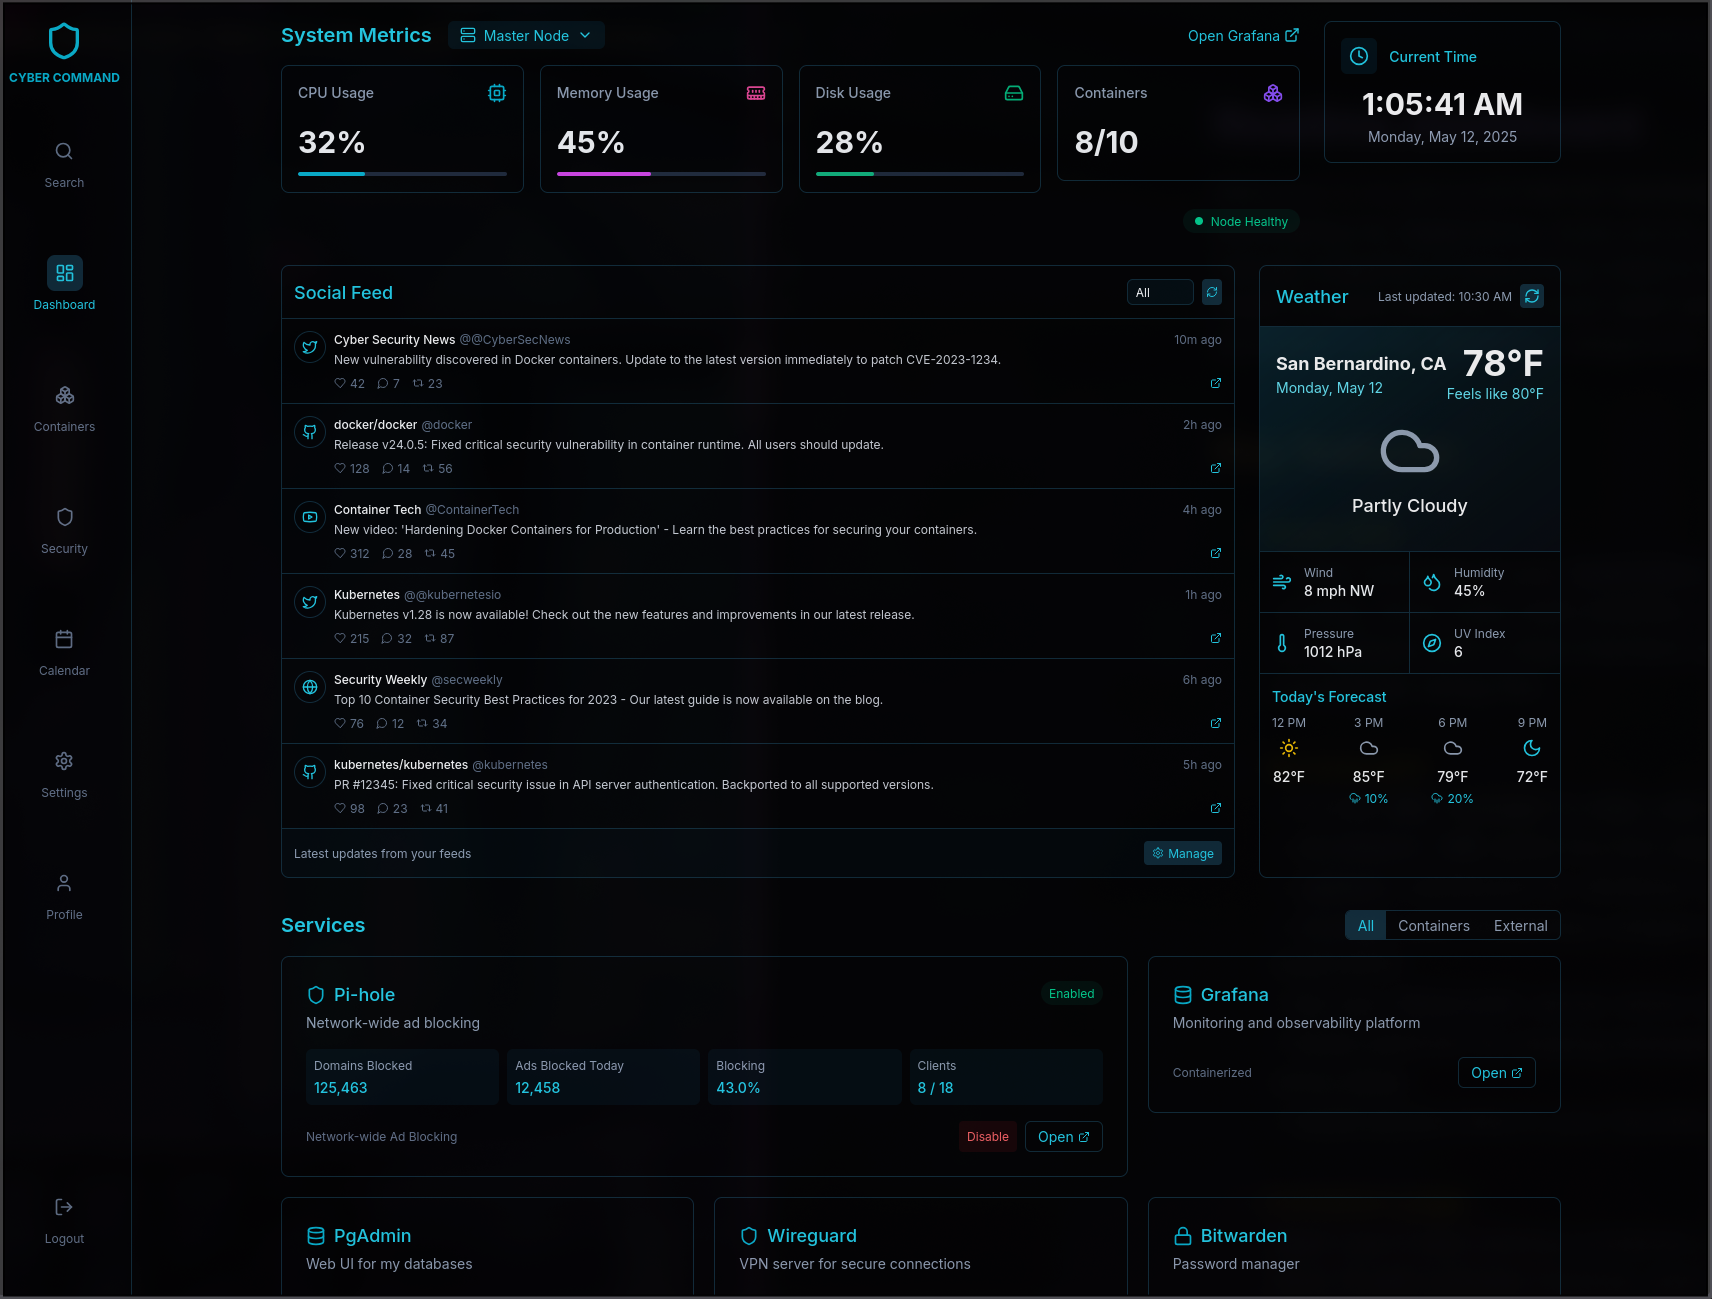 CYBER COMMAND
Search
Dashboard
Containers
Security
Calendar
Settings
Profile
Logout
System Metrics
Master Node
Open Grafana
CPU Usage
32%
Memory Usage
45%
Disk Usage
28%
Containers
8/10
Node Healthy
Current Time
1:05:41 AM
Monday, May 12, 2025
Social Feed
All
Cyber Security News @@CyberSecNews 10m ago
New vulnerability discovered in Docker containers. Update to the latest version immediately to patch CVE-2023-1234.
42 7 23
docker/docker @docker 2h ago
Release v24.0.5: Fixed critical security vulnerability in container runtime. All users should update.
128 14 56
Container Tech @ContainerTech 4h ago
New video: 'Hardening Docker Containers for Production' - Learn the best practices for securing your containers.
312 28 45
Kubernetes @@kubernetesio 1h ago
Kubernetes v1.28 is now available! Check out the new features and improvements in our latest release.
215 32 87
Security Weekly @secweekly 6h ago
Top 10 Container Security Best Practices for 2023 - Our latest guide is now available on the blog.
76 12 34
kubernetes/kubernetes @kubernetes 5h ago
PR #12345: Fixed critical security issue in API server authentication. Backported to all supported versions.
98 23 41
Latest updates from your feeds
Manage
Weather
Last updated: 10:30 AM
San Bernardino, CA
78°F
Monday, May 12
Feels like 80°F
Partly Cloudy
Wind
8 mph NW
Humidity
45%
Pressure
1012 hPa
UV Index
6
Today's Forecast
12 PM 3 PM 6 PM 9 PM
82°F 85°F 79°F 72°F
10% 20%
Services
All Containers External
Pi-hole
Enabled
Network-wide ad blocking
Domains Blocked
125,463
Ads Blocked Today
12,458
Blocking
43.0%
Clients
8 / 18
Network-wide Ad Blocking
Disable
Open
Grafana
Monitoring and observability platform
Containerized
Open
PgAdmin
Web UI for my databases
Wireguard
VPN server for secure connections
Bitwarden
Password manager